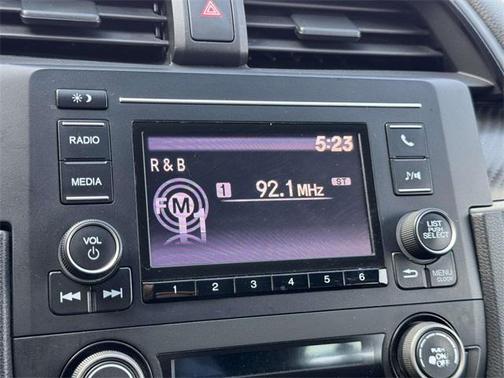 RADIO
MEDIA
VOL
5:23
R & B
1 92.1 MHz ST
FM1
LIST
PUSH
SELECT
MENU
CLOCK
1 2 3 4 5 6
PUSH
ON
OFF